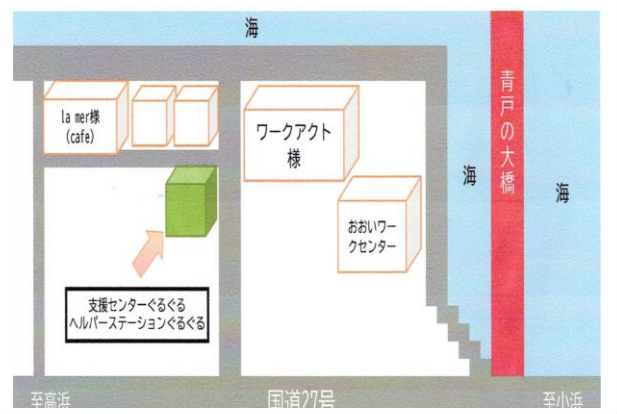 海
la mer様
(cafe)
ワークアクト
様
青戸の大橋
海
海
おおいワー
クセンター
支援センターぐるぐる
ヘルパーステーションぐるぐる
至高浜
国道27号
至小浜